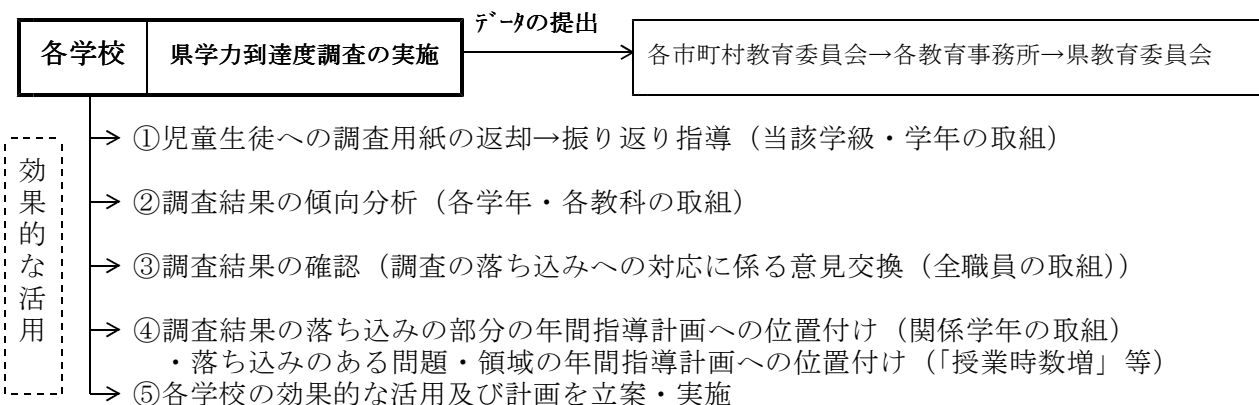 ﾃﾞｰﾀの提出
各学校 県学力到達度調査の実施 各市町村教育委員会→各教育事務所→県教育委員会
効果的な活用
①児童生徒への調査用紙の返却→振り返り指導（当該学級・学年の取組）
②調査結果の傾向分析（各学年・各教科の取組）
③調査結果の確認（調査の落ち込みへの対応に係る意見交換（全職員の取組））
④調査結果の落ち込みの部分の年間指導計画への位置付け（関係学年の取組）
・落ち込みのある問題・領域の年間指導計画への位置付け（「授業時数増」等）
⑤各学校の効果的な活用及び計画を立案・実施